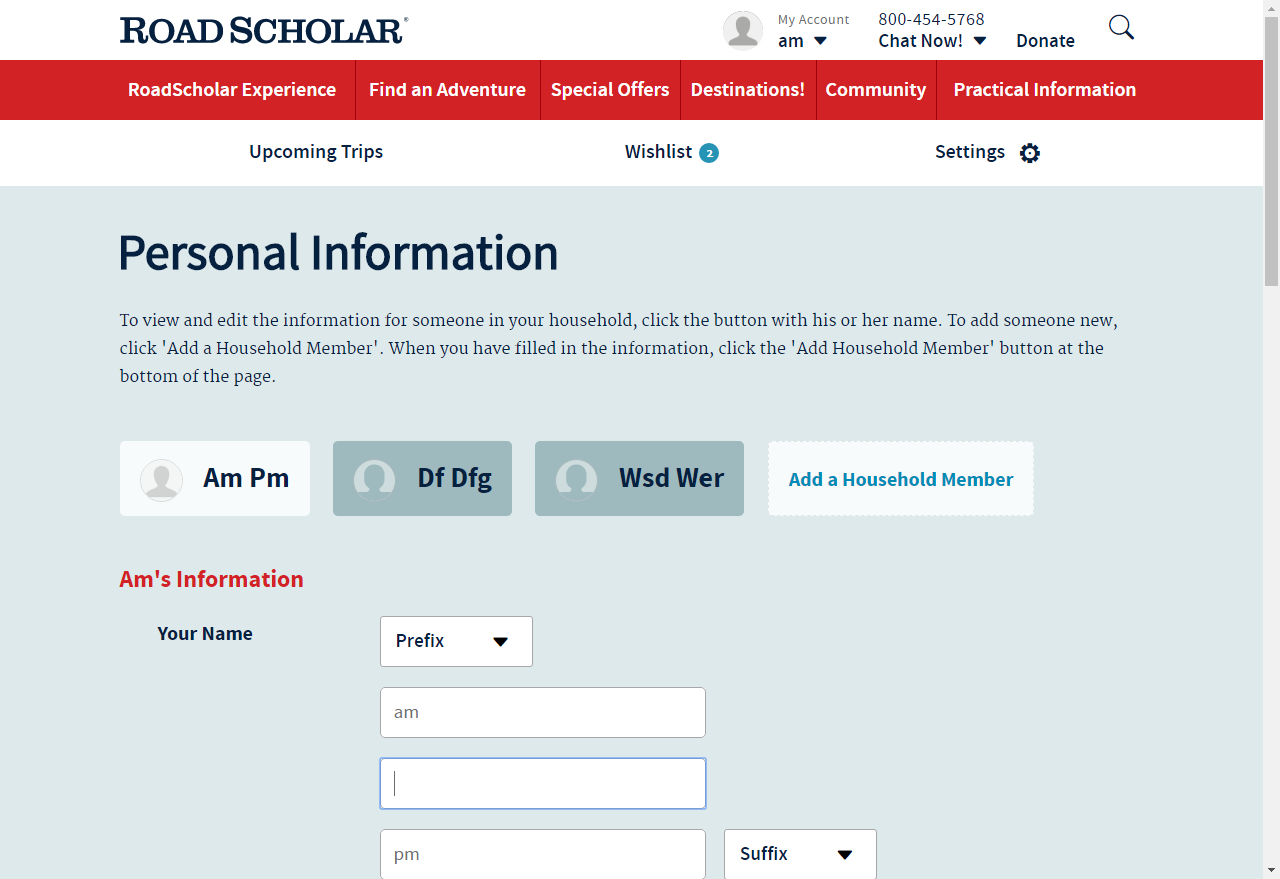 ROAD SCHOLAR®
My Account
am
800-454-5768
Chat Now!
Donate
RoadScholar Experience
Find an Adventure
Special Offers
Destinations!
Community
Practical Information
Upcoming Trips
Wishlist 2
Settings
Personal Information
To view and edit the information for someone in your household, click the button with his or her name. To add someone new,
click 'Add a Household Member'. When you have filled in the information, click the 'Add Household Member' button at the
bottom of the page.
Am Pm
Df Dfg
Wsd Wer
Add a Household Member
Am's Information
Your Name
Prefix
am
pm
Suffix